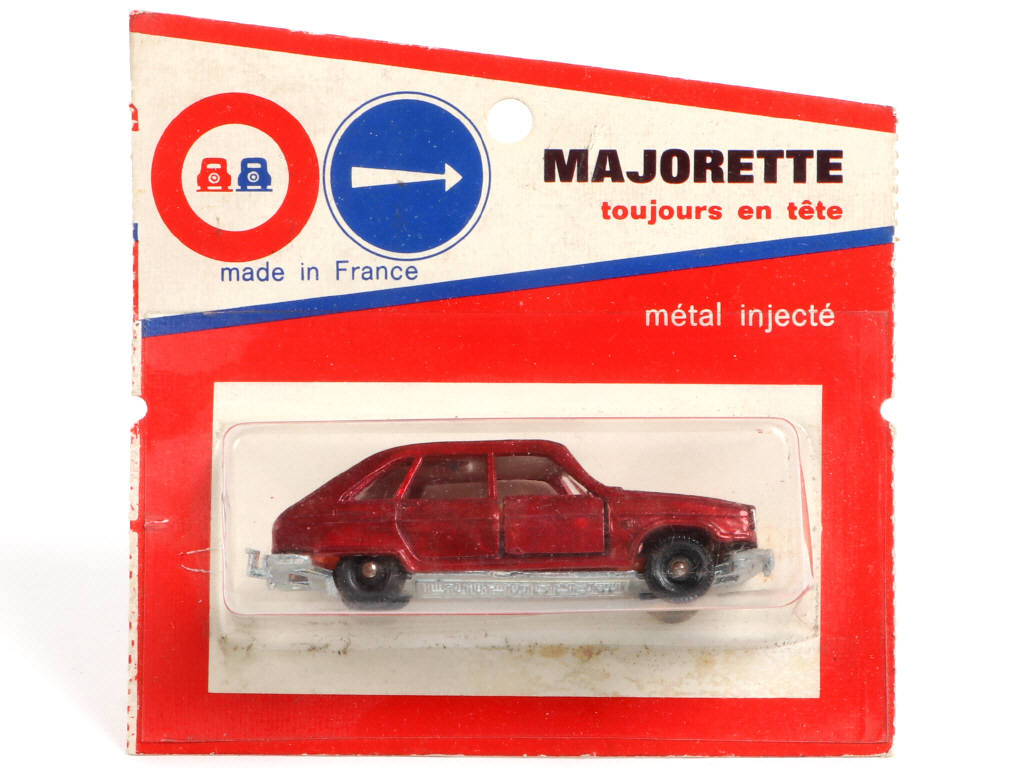 MAJORETTE
toujours en tête
made in France
métal injecté